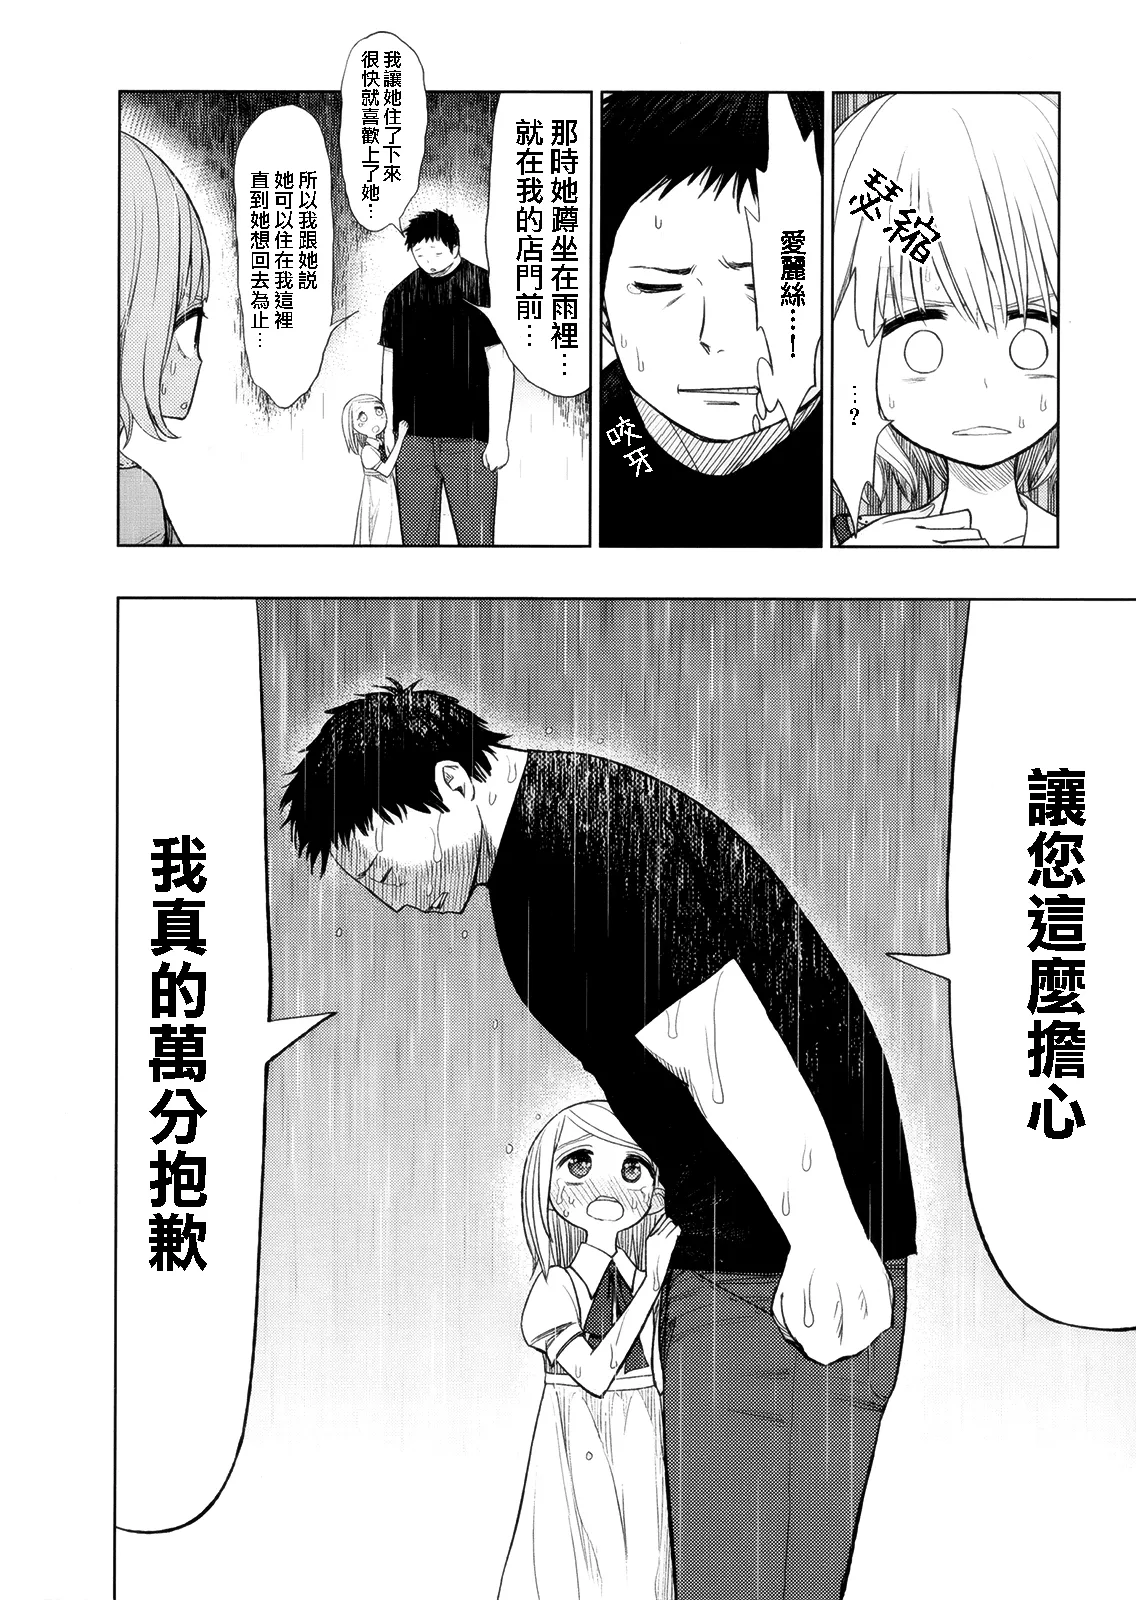 瑟縮
…?
愛麗絲…!
咬牙
那時她蹲坐在雨裡…
就在我的店門前…
我讓她住了下來
很快就喜歡上了她…
所以我跟她説
她可以住在我這裡
直到她想回去為止…
讓您這麼擔心
我真的萬分抱歉